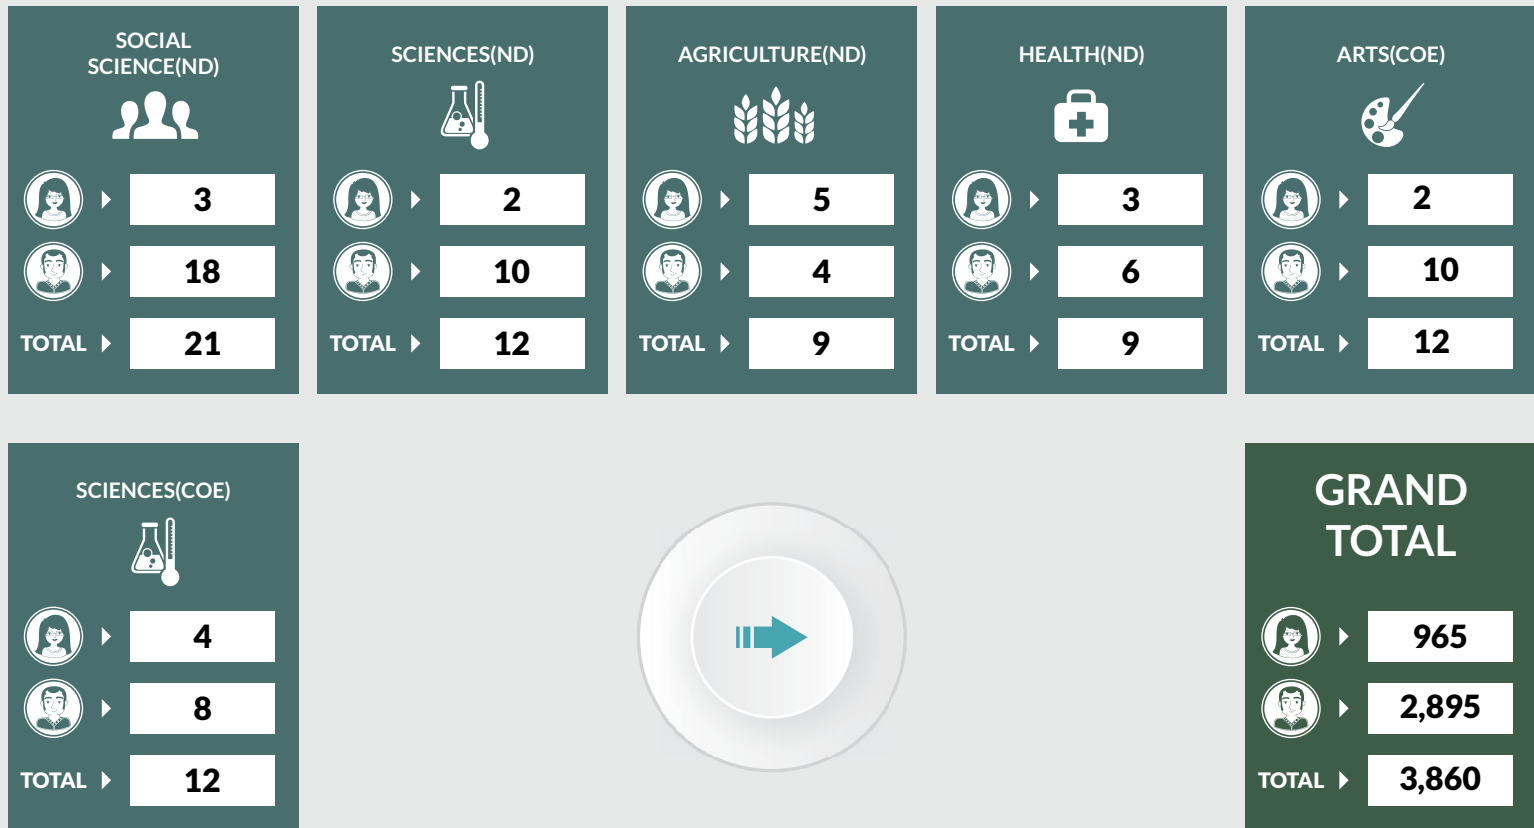 SOCIAL
SCIENCE(ND)
3
18
TOTAL 21
SCIENCES(ND)
2
10
TOTAL 12
AGRICULTURE(ND)
5
4
TOTAL 9
HEALTH(ND)
3
6
TOTAL 9
ARTS(COE)
2
10
TOTAL 12
SCIENCES(COE)
4
8
TOTAL 12
GRAND
TOTAL
965
2,895
TOTAL 3,860